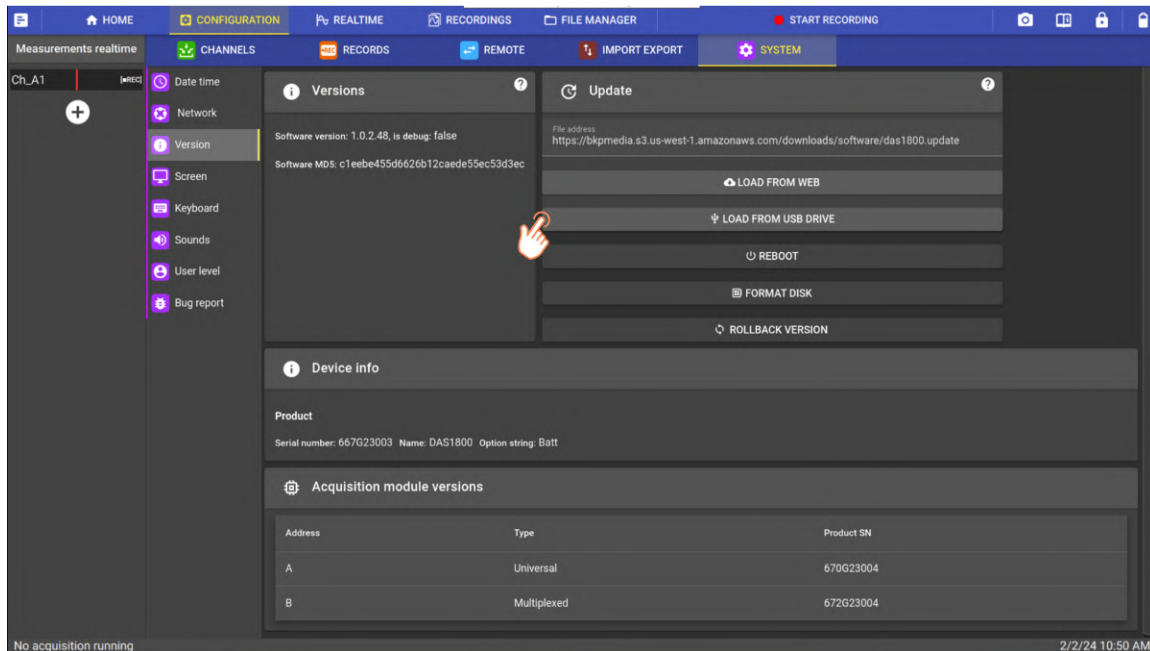 HOME
CONFIGURATION
REALTIME
RECORDINGS
FILE MANAGER
START RECORDING
Measurements realtime
CHANNELS
REC RECORDS
REMOTE
IMPORT EXPORT
SYSTEM
Ch_A1 [■REC]
Date time
Network
Version
Screen
Keyboard
Sounds
User level
Bug report
Versions
Software version: 1.0.2.48, is debug: false
Software MD5: c1eebe455d6626b12caede55ec53d3ec
Update
File address
https://bkpmedia.s3.us-west-1.amazonaws.com/downloads/software/das1800.update
LOAD FROM WEB
LOAD FROM USB DRIVE
REBOOT
FORMAT DISK
ROLLBACK VERSION
Device info
Product
Serial number: 667G23003 Name: DAS1800 Option string: Batt
Acquisition module versions
Address Type Product SN
A Universal 670G23004
B Multiplexed 672G23004
No acquisition running
2/2/24 10:50 AM